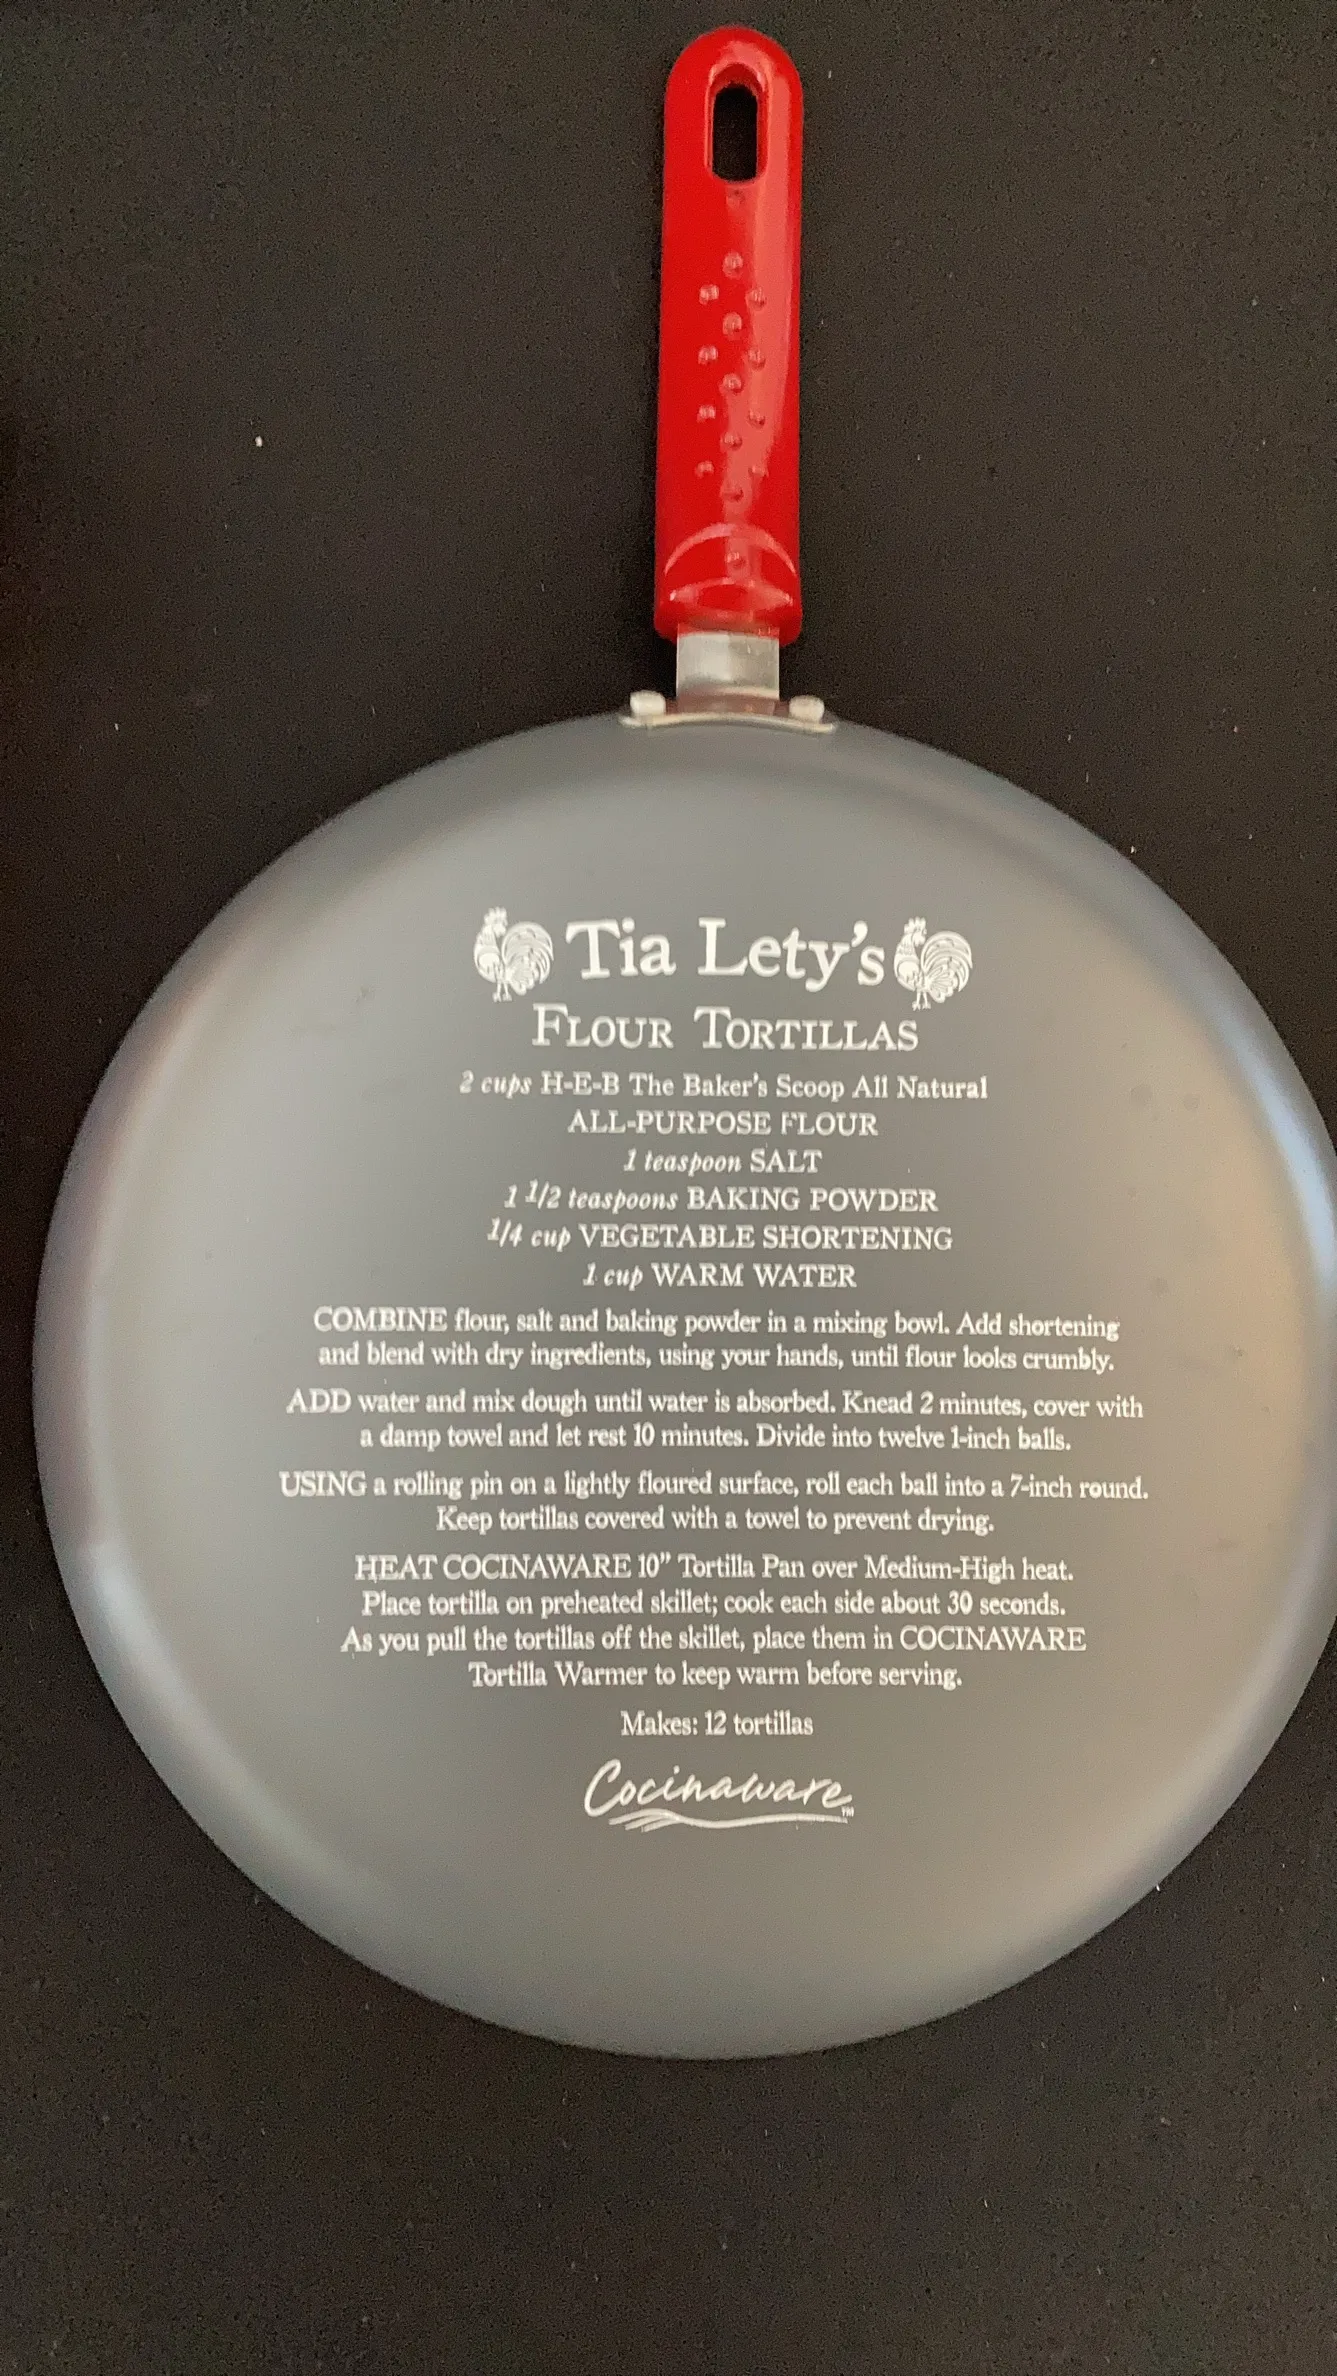 Tia Lety's
FLOUR TORTILLAS
2 cups H-E-B The Baker's Scoop All Natural
ALL-PURPOSE FLOUR
1 teaspoon SALT
1 1/2 teaspoons BAKING POWDER
1/4 cup VEGETABLE SHORTENING
1 cup WARM WATER
COMBINE flour, salt and baking powder in a mixing bowl. Add shortening
and blend with dry ingredients, using your hands, until flour looks crumbly.
ADD water and mix dough until water is absorbed. Knead 2 minutes, cover with
a damp towel and let rest 10 minutes. Divide into twelve 1-inch balls.
USING a rolling pin on a lightly floured surface, roll each ball into a 7-inch round.
Keep tortillas covered with a towel to prevent drying.
HEAT COCINAWARE 10" Tortilla Pan over Medium-High heat.
Place tortilla on preheated skillet; cook each side about 30 seconds.
As you pull the tortillas off the skillet, place them in COCINAWARE
Tortilla Warmer to keep warm before serving.
Makes: 12 tortillas
Cocinaware™